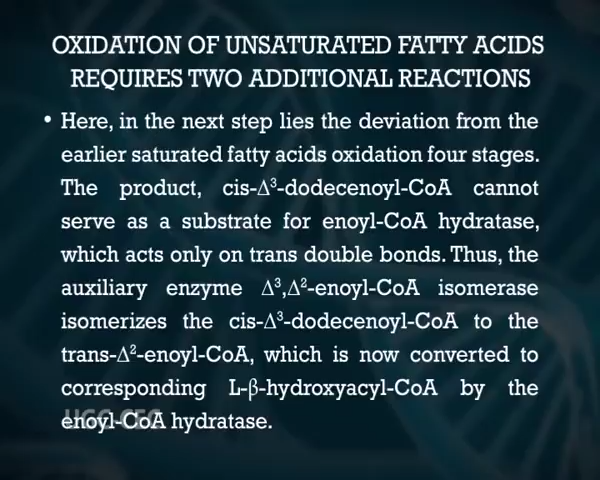 OXIDATION OF UNSATURATED FATTY ACIDS
REQUIRES TWO ADDITIONAL REACTIONS
• Here, in the next step lies the deviation from the
earlier saturated fatty acids oxidation four stages.
The product, cis-Δ³-dodecenoyl-CoA cannot
serve as a substrate for enoyl-CoA hydratase,
which acts only on trans double bonds. Thus, the
auxiliary enzyme Δ³,Δ²-enoyl-CoA isomerase
isomerizes the cis-Δ³-dodecenoyl-CoA to the
trans-Δ²-enoyl-CoA, which is now converted to
corresponding L-β-hydroxyacyl-CoA by the
enoyl-CoA hydratase.